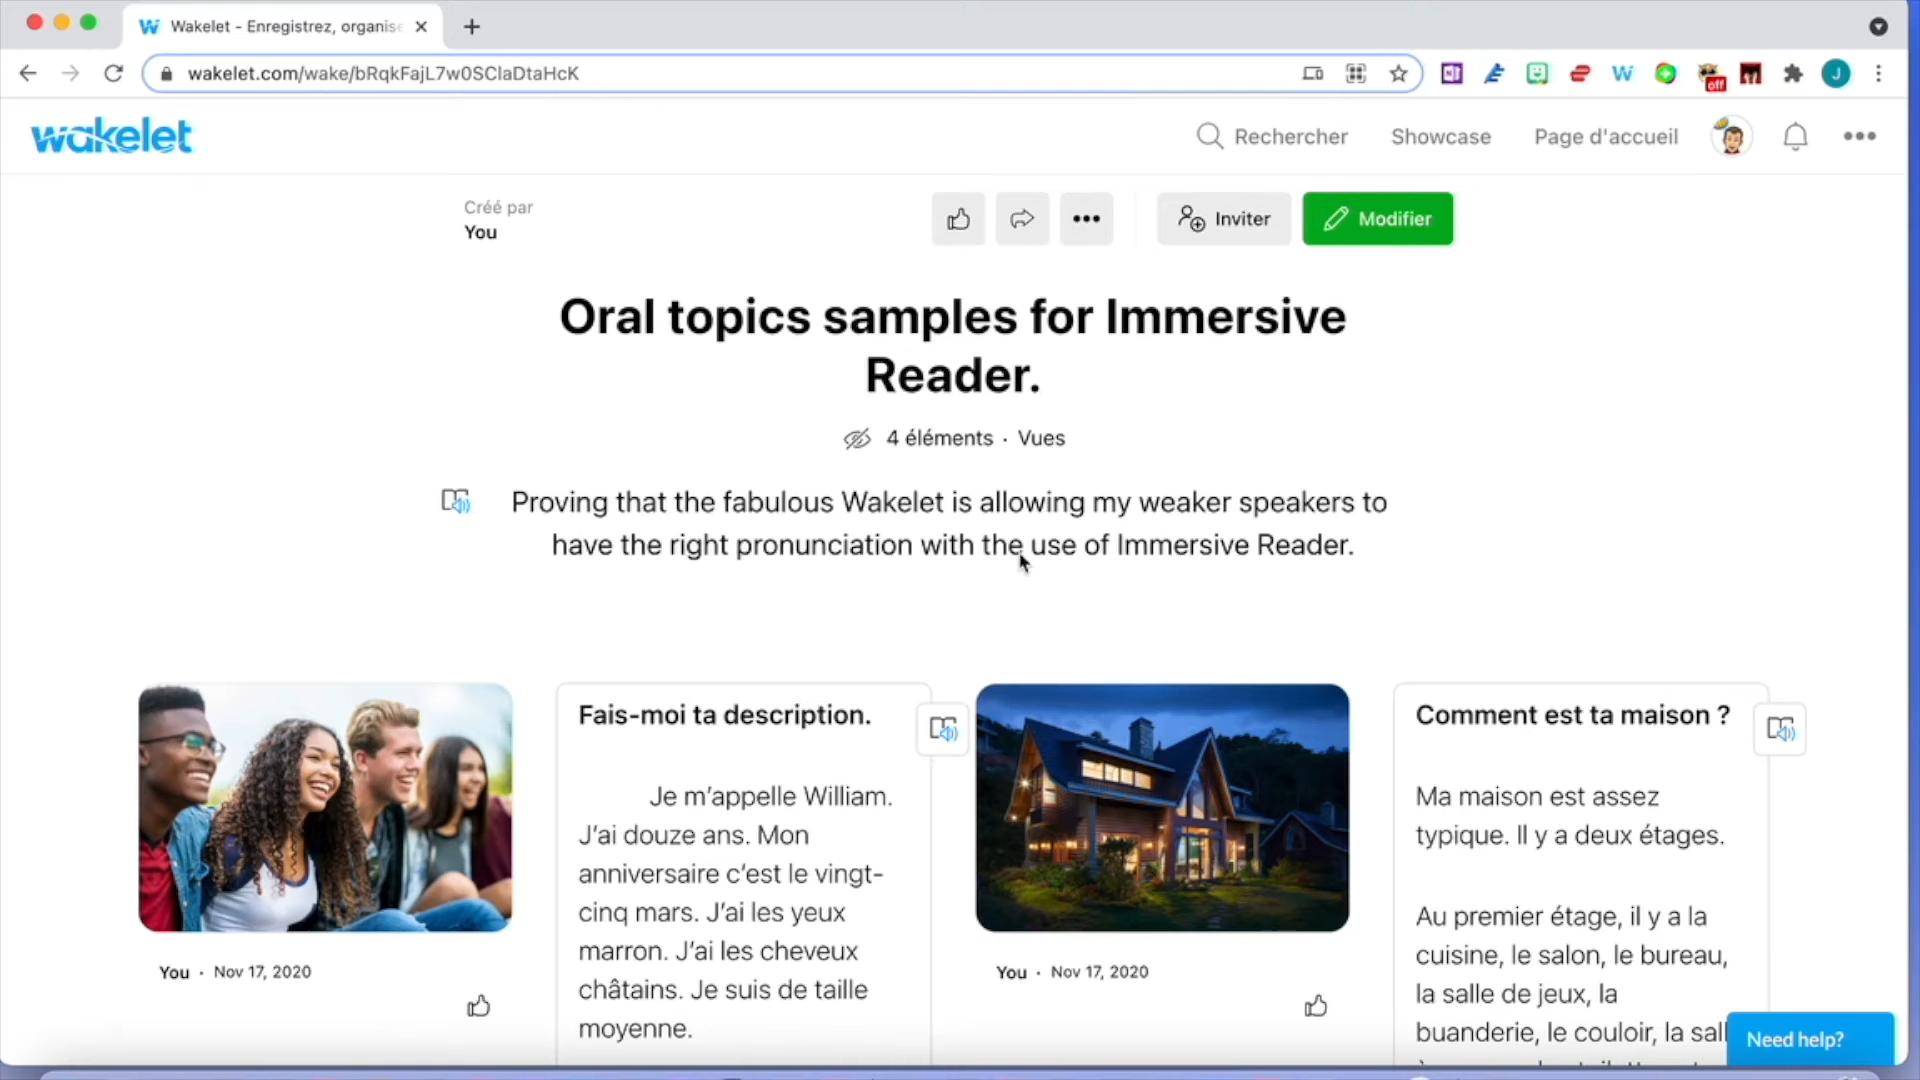 Wakelet - Enregistrez, organise
wakelet.com/wake/bRqkFajL7w0SClaDtaHcK
off
J
wakelet
Rechercher
Showcase
Page d'accueil
Créé par
You
Inviter
Modifier
Oral topics samples for Immersive
Reader.
4 éléments · Vues
Proving that the fabulous Wakelet is allowing my weaker speakers to
have the right pronunciation with the use of Immersive Reader.
You · Nov 17, 2020
Fais-moi ta description.
Je m'appelle William.
J'ai douze ans. Mon
anniversaire c'est le vingt-
cinq mars. J'ai les yeux
marron. J'ai les cheveux
châtains. Je suis de taille
moyenne.
You · Nov 17, 2020
Comment est ta maison ?
Ma maison est assez
typique. Il y a deux étages.
Au premier étage, il y a la
cuisine, le salon, le bureau,
la salle de jeux, la
buanderie, le couloir, la sall
Need help?